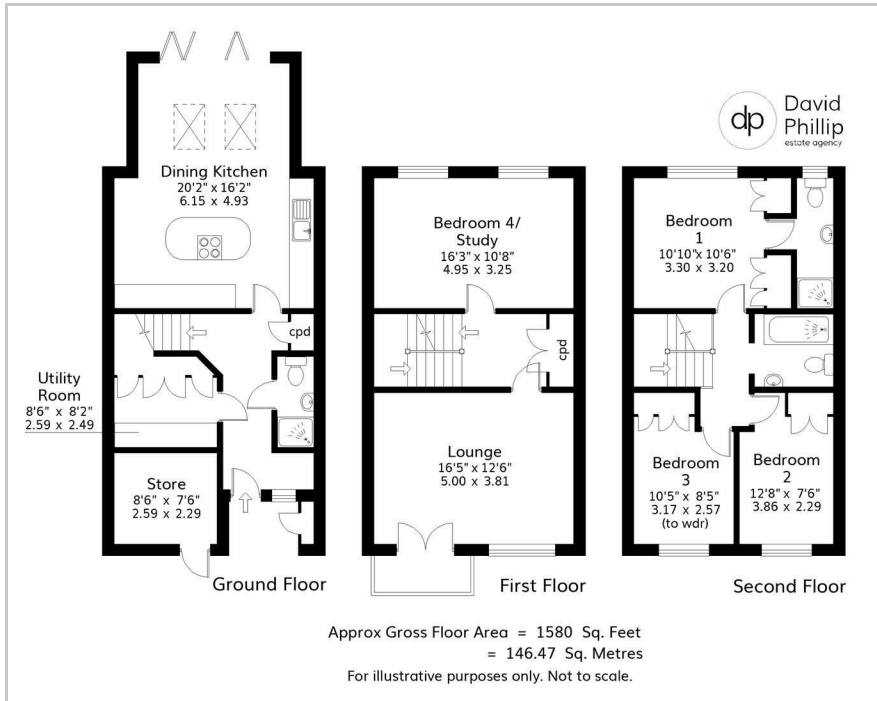 dp
David
Phillip
estate agency
Dining Kitchen
20'2" x 16'2"
6.15 x 4.93
cpd
Utility
Room
8'6" x 8'2"
2.59 x 2.49
Store
8'6" x 7'6"
2.59 x 2.29
Ground Floor
Bedroom 4/
Study
16'3" x 10'8"
4.95 x 3.25
cpd
Lounge
16'5" x 12'6"
5.00 x 3.81
First Floor
Bedroom
1
10'10" x 10'6"
3.30 x 3.20
Bedroom
3
10'5" x 8'5"
3.17 x 2.57
(to wdr)
Bedroom
2
12'8" x 7'6"
3.86 x 2.29
Second Floor
Approx Gross Floor Area = 1580 Sq. Feet
= 146.47 Sq. Metres
For illustrative purposes only. Not to scale.